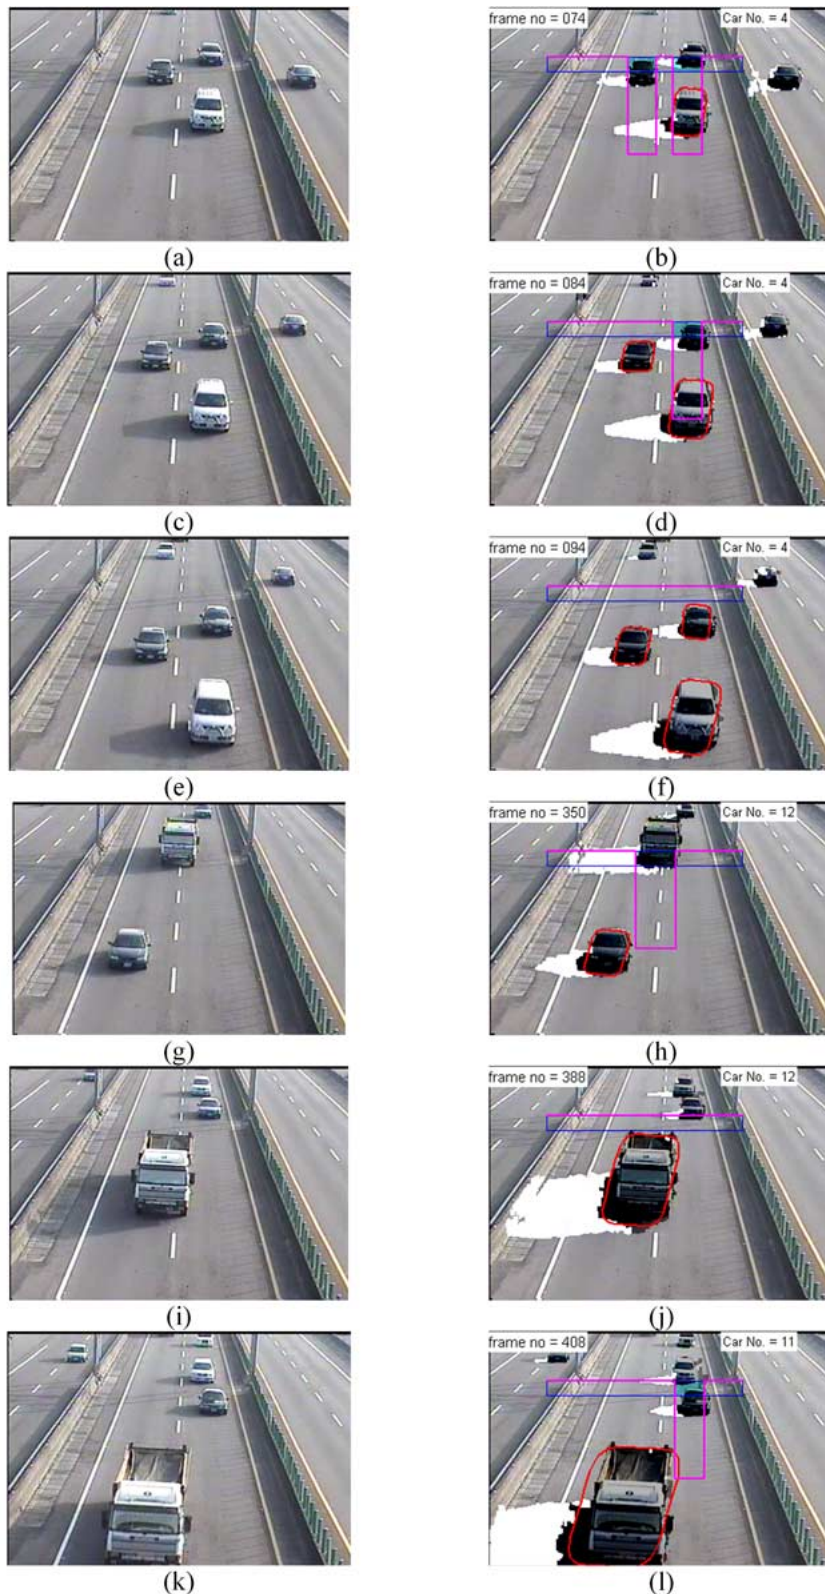 frame no = 074 Car No. = 4
(a) (b)
frame no = 084 Car No. = 4
(c) (d)
frame no = 094 Car No. = 4
(e) (f)
frame no = 350 Car No. = 12
(g) (h)
frame no = 388 Car No. = 12
(i) (j)
frame no = 408 Car No. = 11
(k) (l)